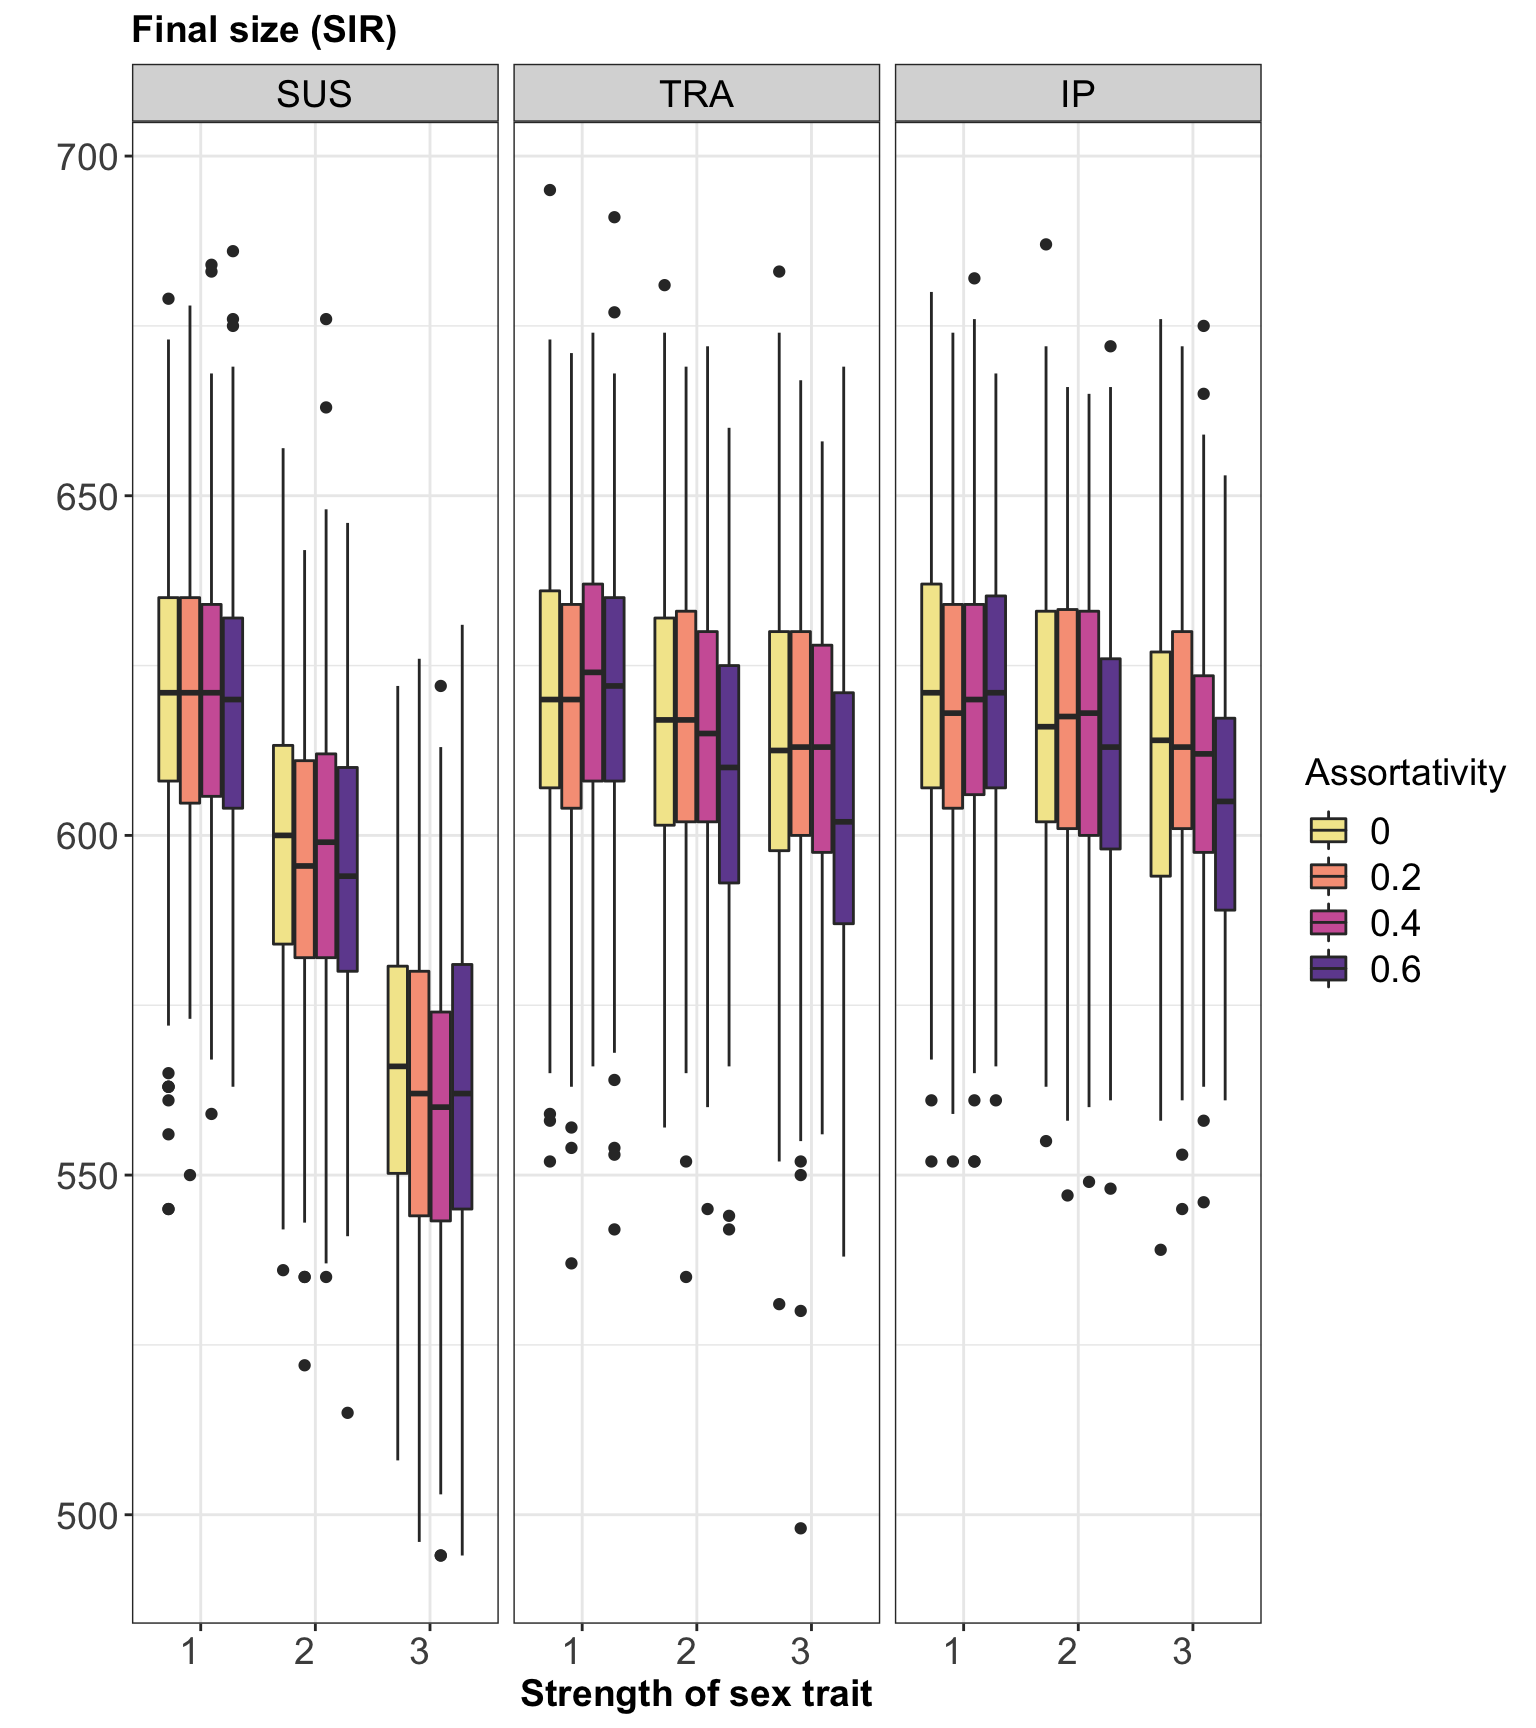 Final size (SIR)
SUS TRA IP
700
650
600
550
500
1 2 3 1 2 3 1 2 3
Strength of sex trait
Assortativity
0
0.2
0.4
0.6